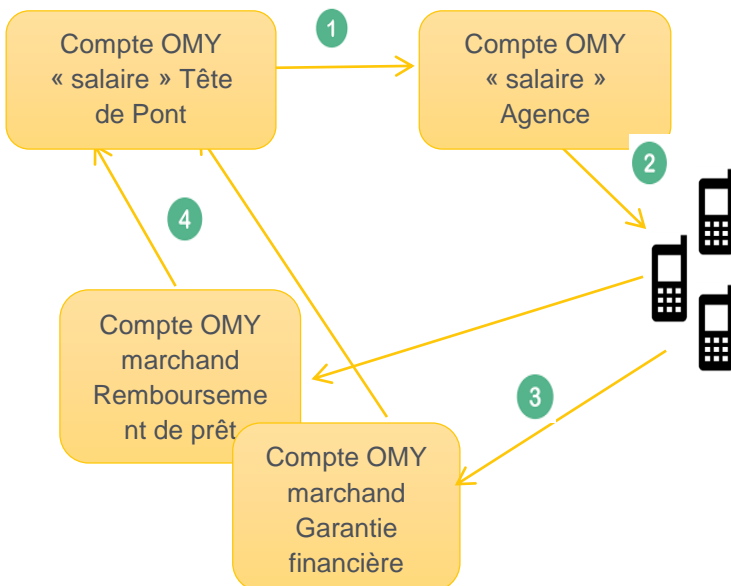 Compte OMY
« salaire » Tête
de Pont
1
Compte OMY
« salaire »
Agence
2
4
Compte OMY
marchand
Rembourseme
nt de prêt
3
Compte OMY
marchand
Garantie
financière